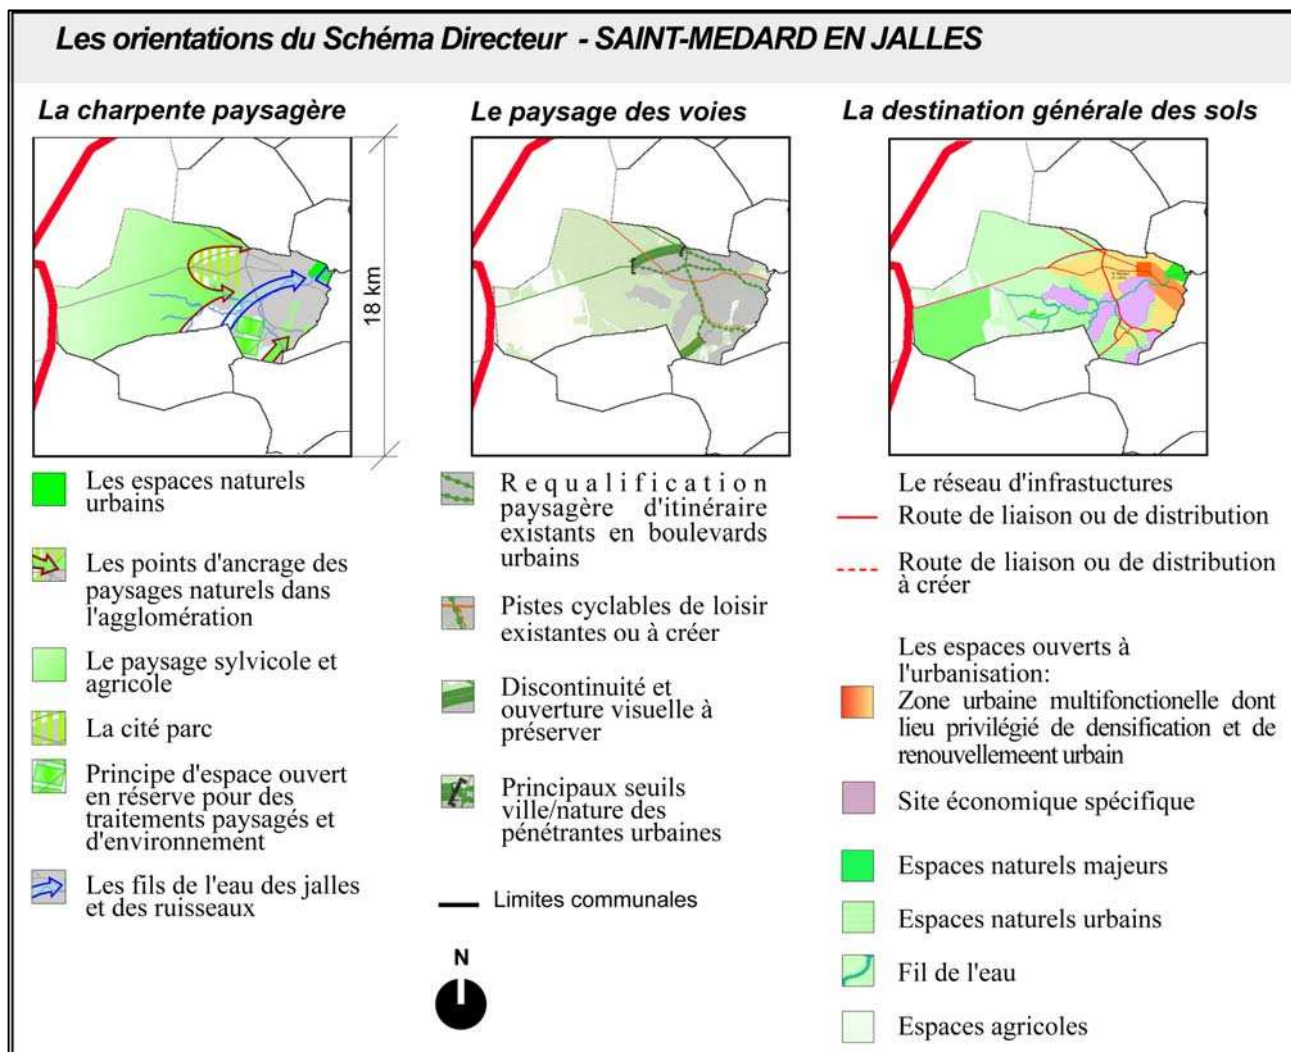 Les orientations du Schéma Directeur - SAINT-MEDARD EN JALLES
La charpente paysagère
18 km
Les espaces naturels
urbains
Les points d'ancrage des
paysages naturels dans
l'agglomération
Le paysage sylvicole et
agricole
La cité parc
Principe d'espace ouvert
en réserve pour des
traitements paysagés et
d'environnement
Les fils de l'eau des jalles
et des ruisseaux
Le paysage des voies
Requalification
paysagère d'itinéraire
existants en boulevards
urbains
Pistes cyclables de loisir
existantes ou à créer
Discontinuité et
ouverture visuelle à
préserver
Principaux seuils
ville/nature des
pénétrantes urbaines
Limites communales
N
La destination générale des sols
Le réseau d'infrastuctures
Route de liaison ou de distribution
Route de liaison ou de distribution
à créer
Les espaces ouverts à
l'urbanisation:
Zone urbaine multifonctionelle dont
lieu privilégié de densification et de
renouvellemeent urbain
Site économique spécifique
Espaces naturels majeurs
Espaces naturels urbains
Fil de l'eau
Espaces agricoles